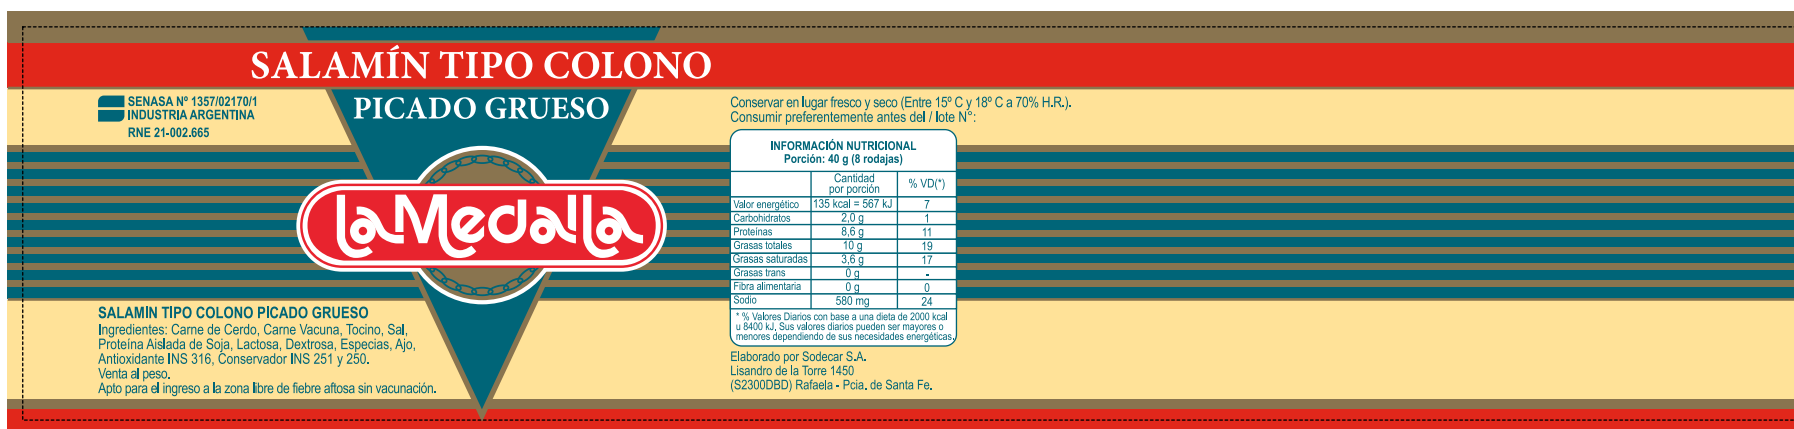 SALAMÍN TIPO COLONO
PICADO GRUESO
SENASA Nº 1357/02170/1
INDUSTRIA ARGENTINA
RNE 21-002.665
La Medalla
SALAMÍN TIPO COLONO PICADO GRUESO
Ingredientes: Carne de Cerdo, Carne Vacuna, Tocino, Sal,
Proteína Aislada de Soja, Lactosa, Dextrosa, Especias, Ajo,
Antioxidante INS 316, Conservador INS 251 y 250.
Venta al peso.
Apto para el ingreso a la zona libre de fiebre aftosa sin vacunación.
Conservar en lugar fresco y seco (Entre 15º C y 18º C a 70% H.R.).
Consumir preferentemente antes del / lote N°:
INFORMACIÓN NUTRICIONAL
Porción: 40 g (8 rodajas)
Cantidad
por porción % VD(*)
Valor energético 135 kcal = 567 kJ 7
Carbohidratos 2,0 g 1
Proteínas 8,6 g 11
Grasas totales 10 g 19
Grasas saturadas 3,6 g 17
Grasas trans 0 g -
Fibra alimentaria 0 g 0
Sodio 580 mg 24
* % Valores Diarios con base a una dieta de 2000 kcal
u 8400 kJ, Sus valores diarios pueden ser mayores o
menores dependiendo de sus necesidades energéticas.
Elaborado por Sodecar S.A.
Lisandro de la Torre 1450
(S2300DBD) Rafaela - Pcia. de Santa Fe.